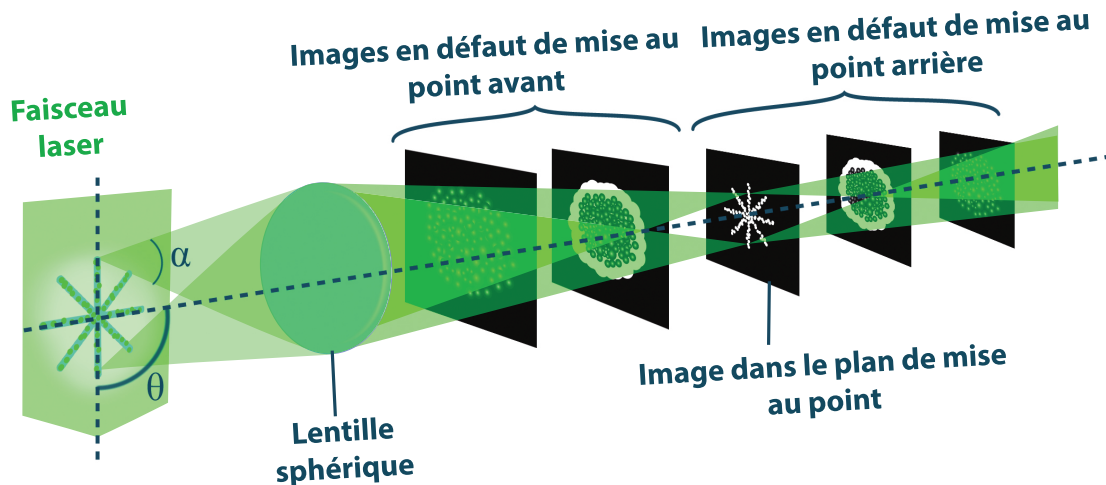 Images en défaut de mise au
point avant
Images en défaut de mise au
point arrière
Faisceau
laser
α
θ
Lentille
sphérique
Image dans le plan de mise
au point